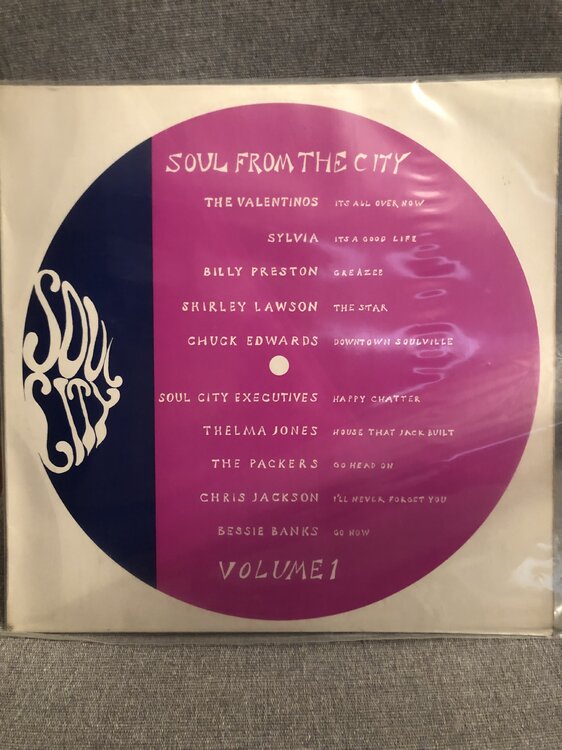 SOUL FROM THE CITY
THE VALENTINOS ITS ALL OVER NOW
SYLVIA ITS A GOOD LIFE
BILLY PRESTON GREAZEE
SHIRLEY LAWSON THE STAR
CHUCK EDWARDS DOWNTOWN SOULVILLE
SOUL CITY
SOUL CITY EXECUTIVES HAPPY CHATTER
THELMA JONES HOUSE THAT JACK BUILT
THE PACKERS GO HEAD ON
CHRIS JACKSON I'LL NEVER FORGET YOU
BESSIE BANKS GO NOW
VOLUME 1